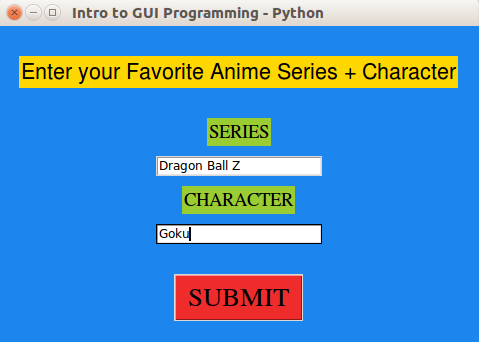 Intro to GUI Programming - Python
Enter your Favorite Anime Series + Character
SERIES
Dragon Ball Z
CHARACTER
Goku
SUBMIT